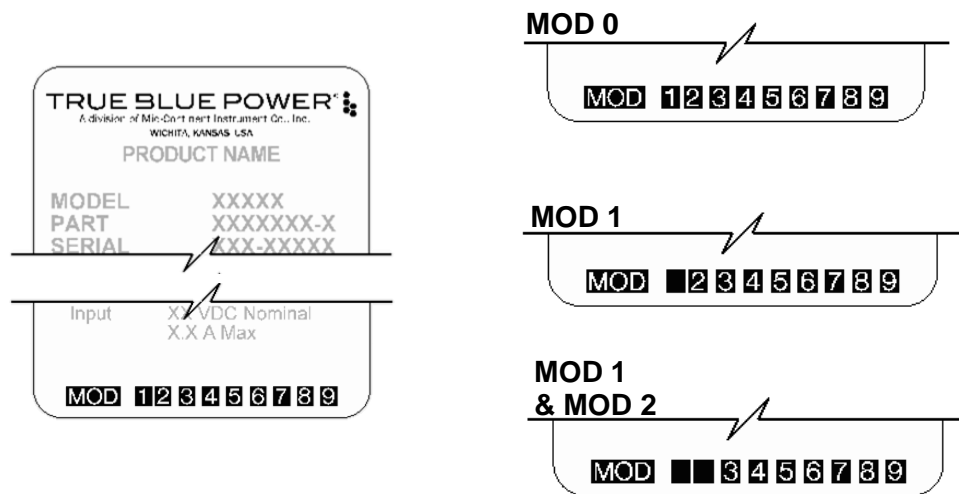 TRUE BLUE POWER
A division of Mid-Continent Instrument Co., Inc.
WICHITA, KANSAS USA
PRODUCT NAME
MODEL XXXXX
PART XXXXXXX-X
SERIAL XXX-XXXXX
Input XX VDC Nominal
X.X A Max
MOD 1 2 3 4 5 6 7 8 9
MOD 0
MOD 1 2 3 4 5 6 7 8 9
MOD 1
MOD 2 3 4 5 6 7 8 9
MOD 1
& MOD 2
MOD 3 4 5 6 7 8 9